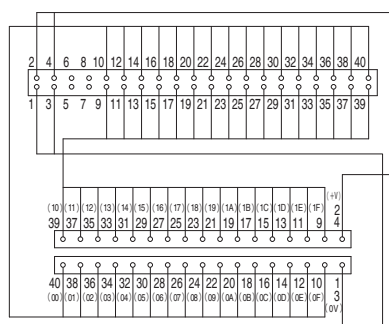 2 4 6 8 10 12 14 16 18 20 22 24 26 28 30 32 34 36 38 40
1 3 5 7 9 11 13 15 17 19 21 23 25 27 29 31 33 35 37 39
(10) (11) (12) (13) (14) (15) (16) (17) (18) (19) (1A) (1B) (1C) (1D) (1E) (1F) (+V)
2
39 37 35 33 31 29 27 25 23 21 19 17 15 13 11 9 4
40 38 36 34 32 30 28 26 24 22 20 18 16 14 12 10 1
3
(00) (01) (02) (03) (04) (05) (06) (07) (08) (09) (0A) (0B) (0C) (0D) (0E) (0F) (0V)